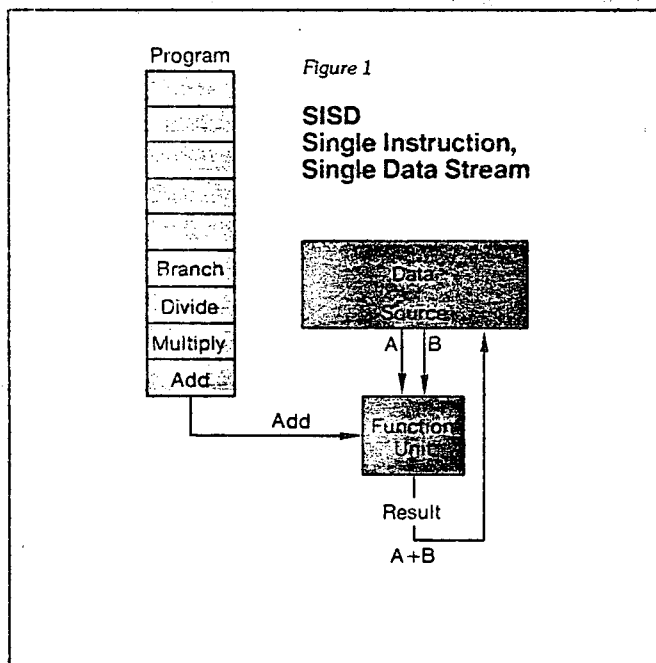 Program
Figure 1
SISD
Single Instruction,
Single Data Stream
Branch
Divide
Multiply
Add
Data
Source
A
B
Add
Function
Unit
Result
A+B